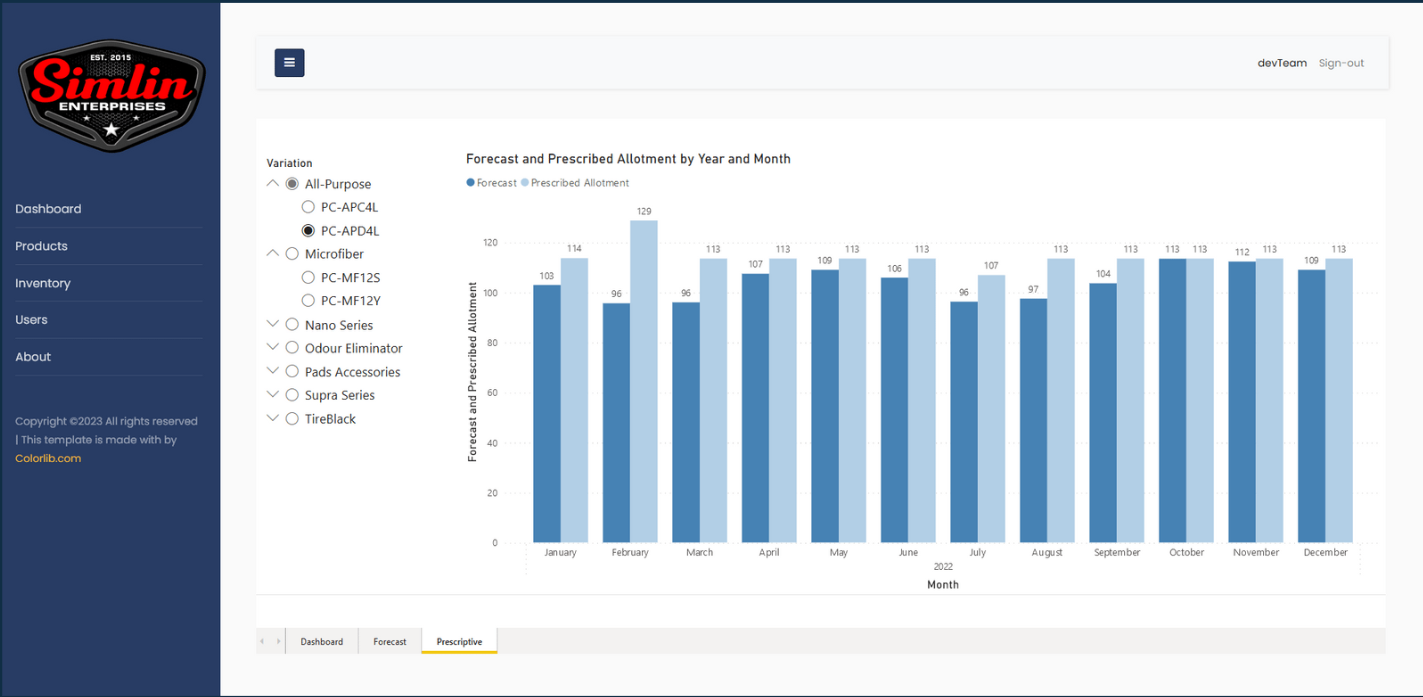 EST. 2015
Simlin
ENTERPRISES
Dashboard
Products
Inventory
Users
About
Copyright ©2023 All rights reserved
| This template is made with by
Colorlib.com
devTeam Sign-out
Variation
All-Purpose
PC-APC4L
PC-APD4L
Microfiber
PC-MF12S
PC-MF12Y
Nano Series
Odour Eliminator
Pads Accessories
Supra Series
TireBlack
Forecast and Prescribed Allotment by Year and Month
Forecast Prescribed Allotment
Forecast and Prescribed Allotment
120
100
80
60
40
20
0
103 114
96 129
96 113
107 113
109 113
106 113
96 107
97 113
104 113
113 113
112 113
109 113
January February March April May June July August September October November December
2022
Month
Dashboard Forecast Prescriptive